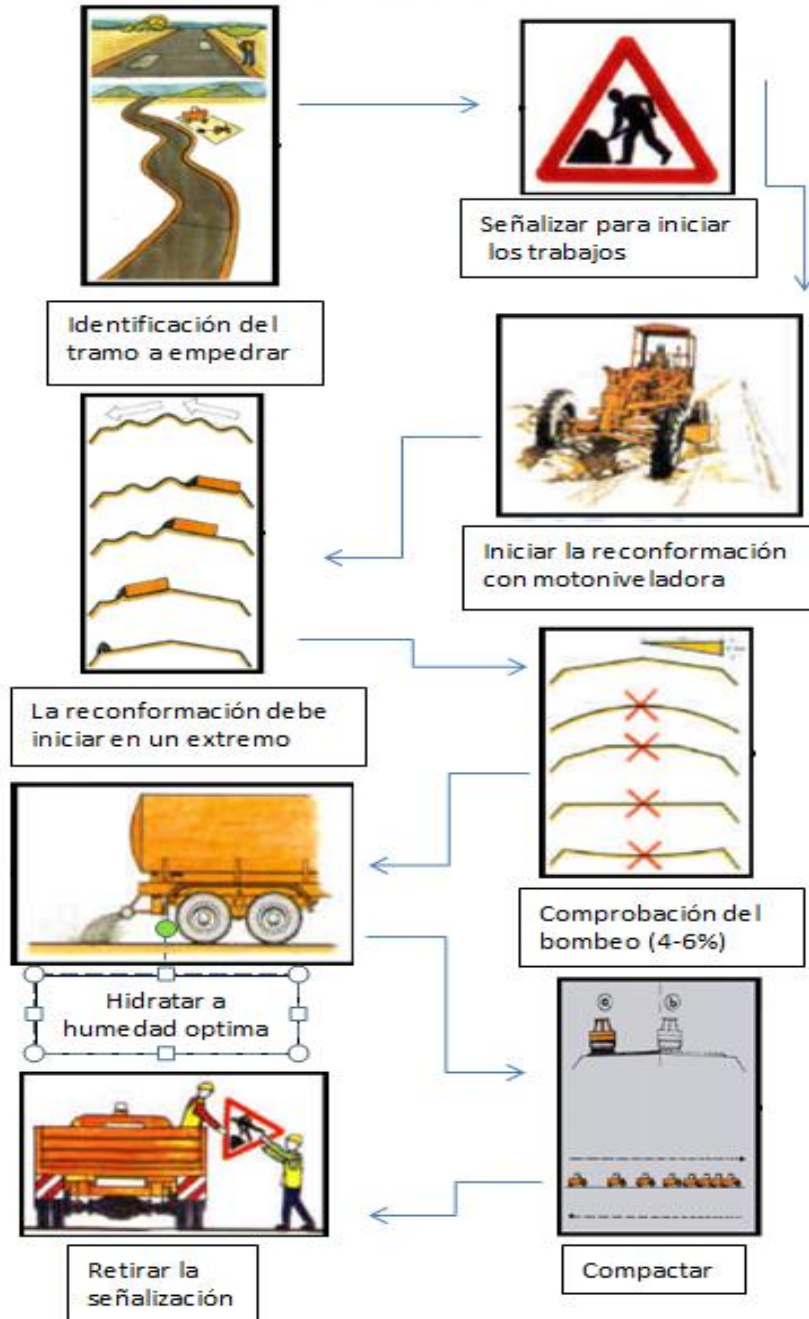 Identificación del
tramo a empedrar
Señalizar para iniciar
los trabajos
Iniciar la reconformación
con motoniveladora
La reconformación debe
iniciar en un extremo
Comprobación del
bombeo (4-6%)
Hidratar a
humedad optima
a b
Compactar
Retirar la
señalización